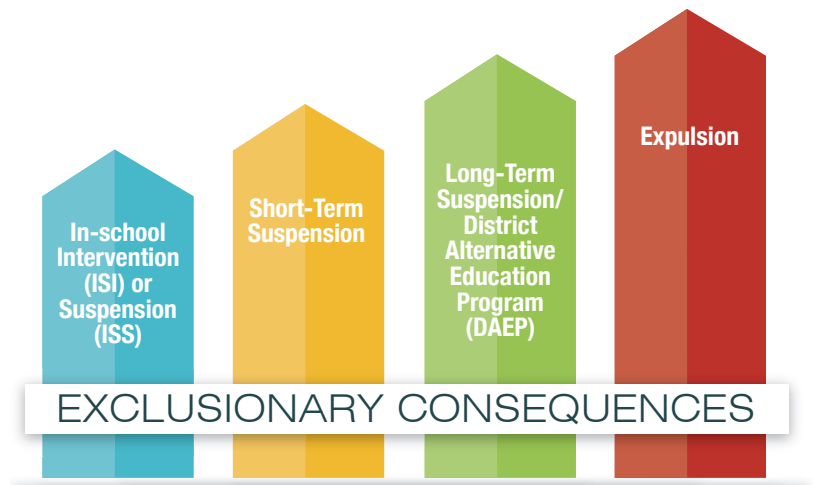 In-school
Intervention
(ISI) or
Suspension
(ISS)
Short-Term
Suspension
Long-Term
Suspension/
District
Alternative
Education
Program
(DAEP)
Expulsion
EXCLUSIONARY CONSEQUENCES